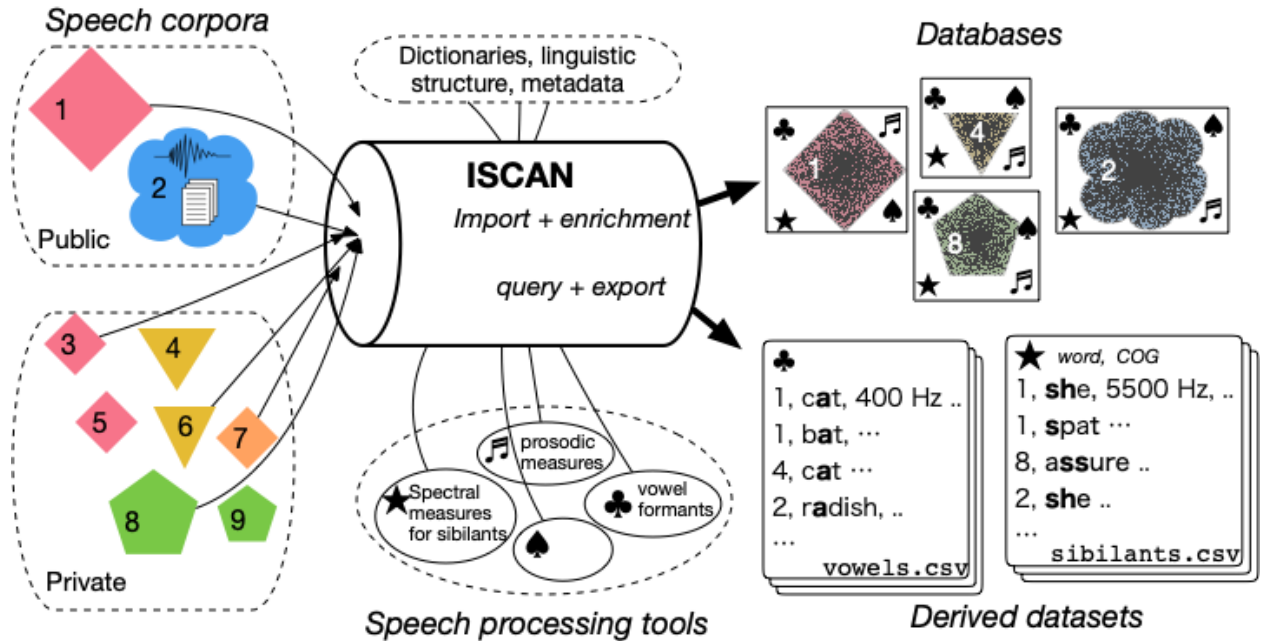 Speech corpora
1
2
Public
3
4
5
6
7
8
9
Private
Dictionaries, linguistic
structure, metadata
ISCAN
Import + enrichment
query + export
prosodic
measures
Spectral
measures
for sibilants
vowel
formants
Speech processing tools
Databases
1
4
8
2
1, cat, 400 Hz ..
1, bat, ...
4, cat ...
2, radish, ..
...
vowels.csv
word, COG
1, she, 5500 Hz, ..
1, spat ...
8, assure ..
2, she ..
...
sibilants.csv
Derived datasets